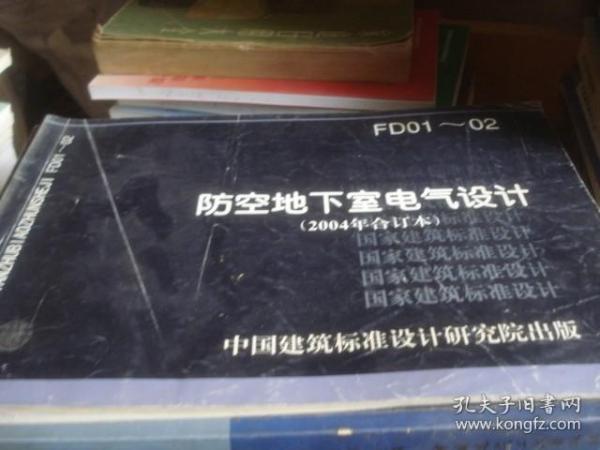 FD01～02
防空地下室电气设计
(2004年合订本)
国家建筑标准设计
国家建筑标准设计
国家建筑标准设计
国家建筑标准设计
中国建筑标准设计研究院出版
FD01～02
孔夫子旧书网
www.kongfz.com